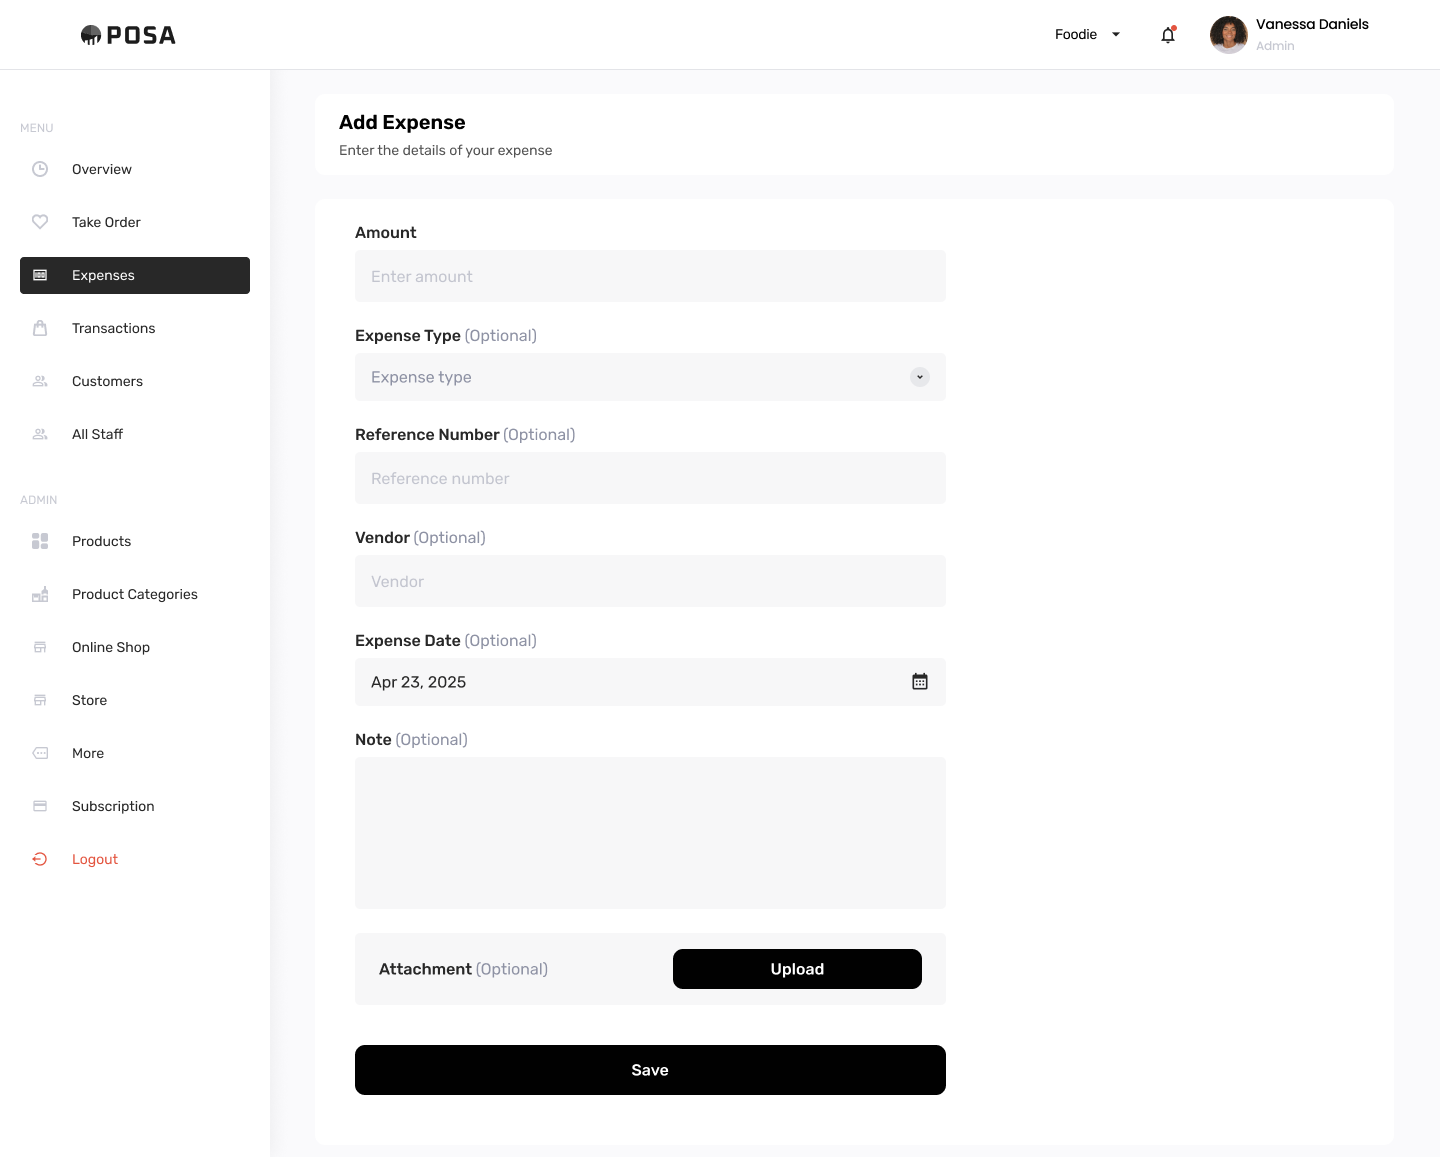 POSA
Foodie
Vanessa Daniels
Admin
MENU
Overview
Take Order
Expenses
Transactions
Customers
All Staff
ADMIN
Products
Product Categories
Online Shop
Store
More
Subscription
Logout
Add Expense
Enter the details of your expense
Amount
Enter amount
Expense Type (Optional)
Expense type
Reference Number (Optional)
Reference number
Vendor (Optional)
Vendor
Expense Date (Optional)
Apr 23, 2025
Note (Optional)
Attachment (Optional)
Upload
Save